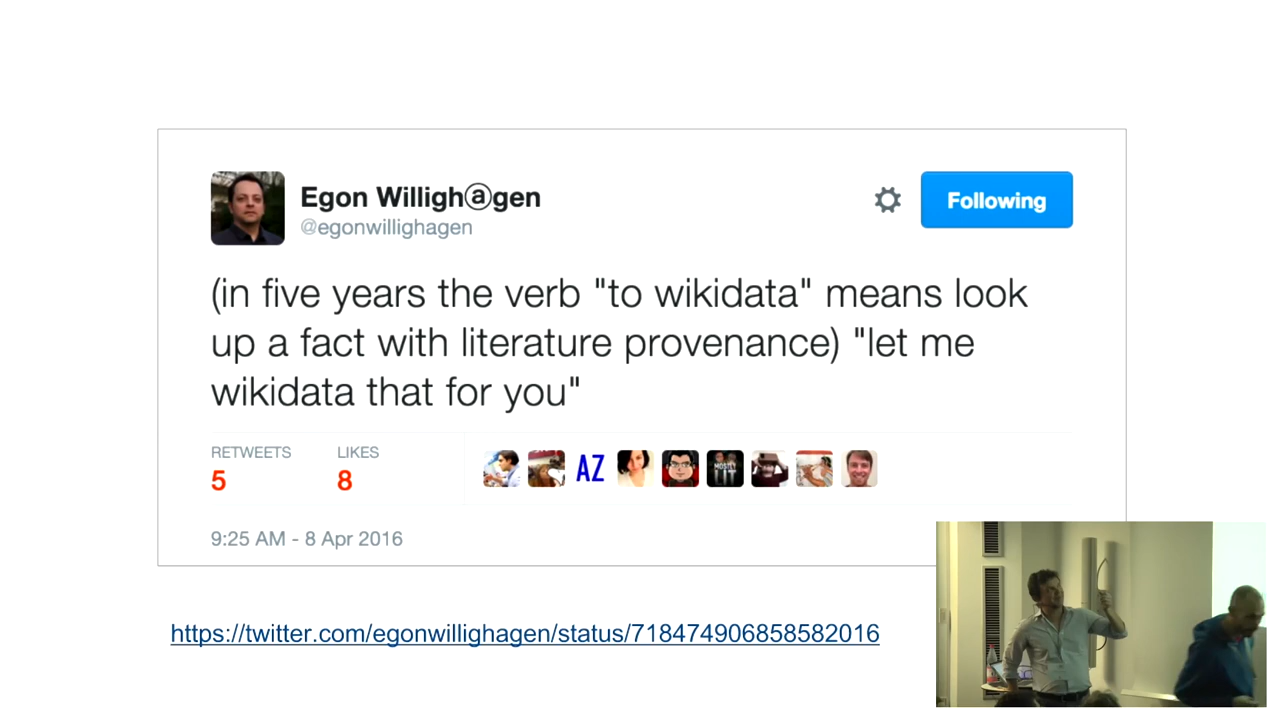 Egon Willighⓐgen
@egonwillighagen
Following
(in five years the verb "to wikidata" means look
up a fact with literature provenance) "let me
wikidata that for you"
RETWEETS LIKES
5 8
AZ
MOSTLY
9:25 AM - 8 Apr 2016
https://twitter.com/egonwillighagen/status/718474906858582016